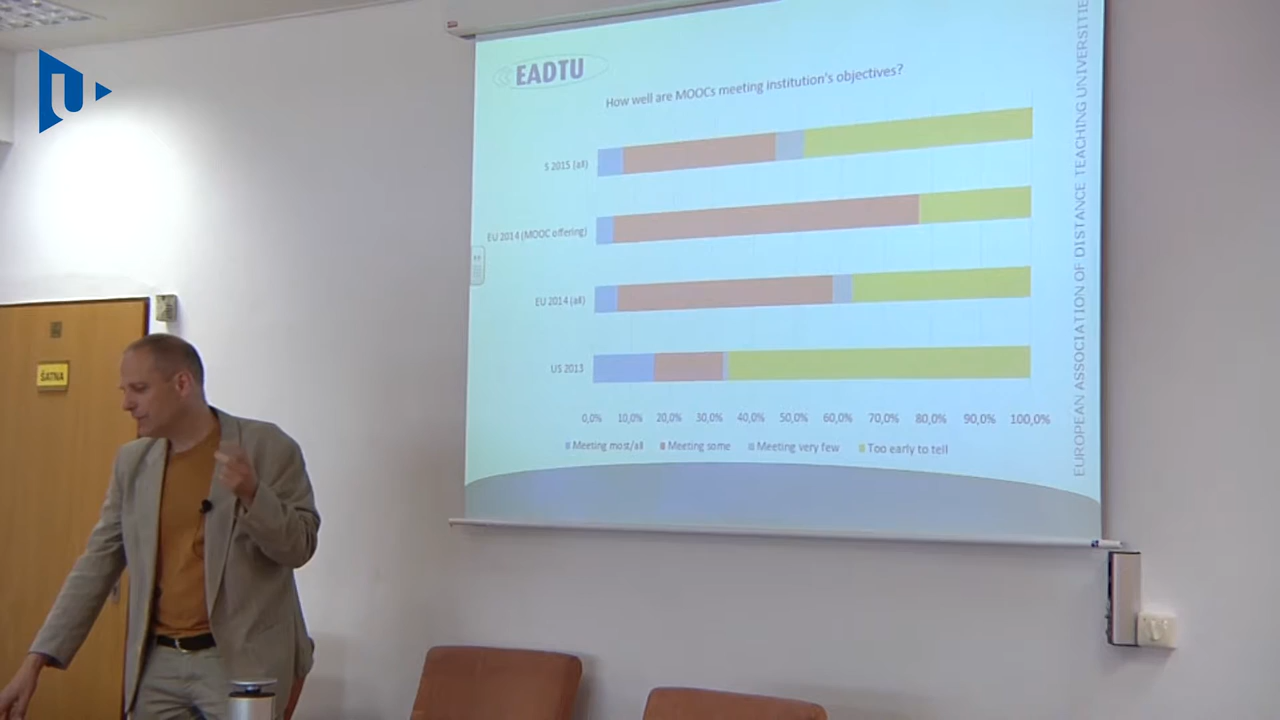 U
EADTU
How well are MOOCs meeting institution's objectives?
S 2015 (all)
EU 2014 (MOOC offering)
EU 2014 (all)
US 2013
0,0% 10,0% 20,0% 30,0% 40,0% 50,0% 60,0% 70,0% 80,0% 90,0% 100,0%
Meeting most/all Meeting some Meeting very few Too early to tell
EUROPEAN ASSOCIATION OF DISTANCE TEACHING UNIVERSITIE
ŠATNA